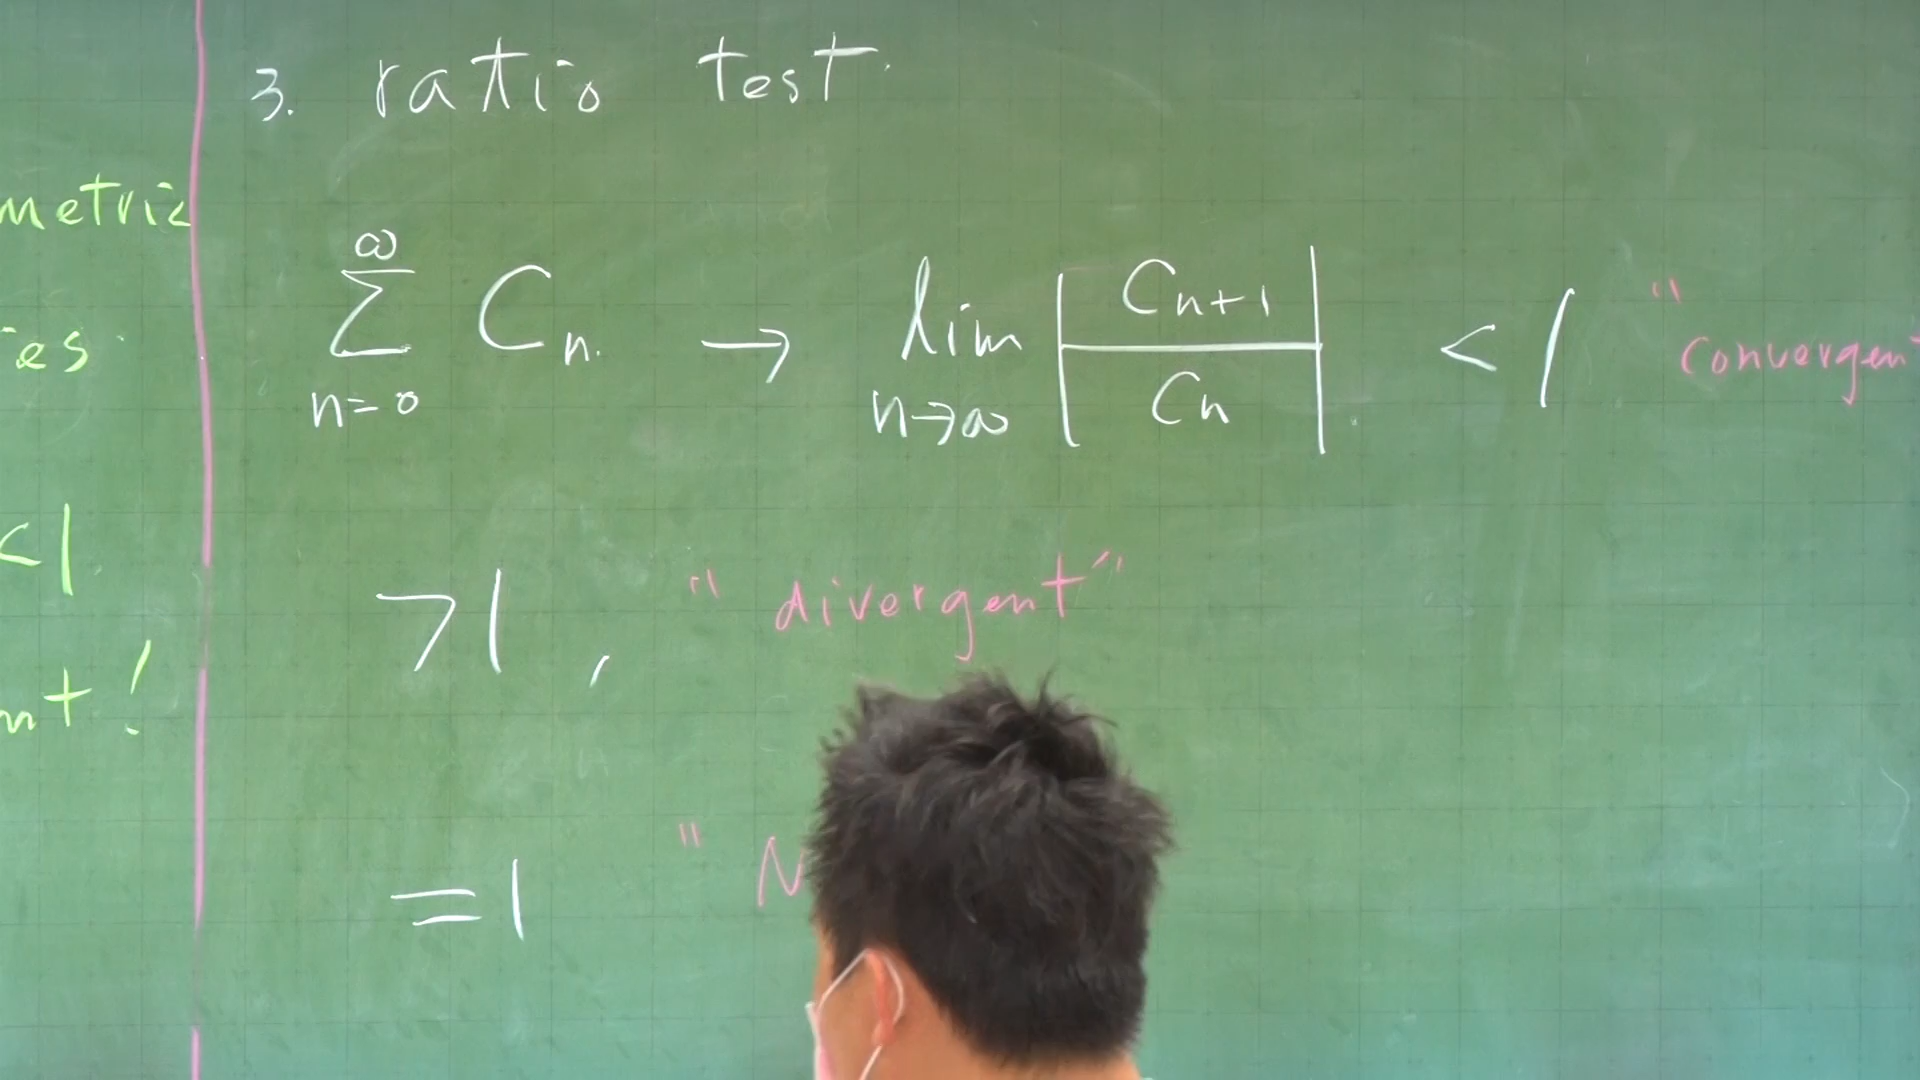 metric
es
<1
nt!
3. ratio test.
∞
∑ Cn. → lim |Cn+1 / Cn| <1 "convergent
n=0 n→∞
>1, "divergent"
=1 "N